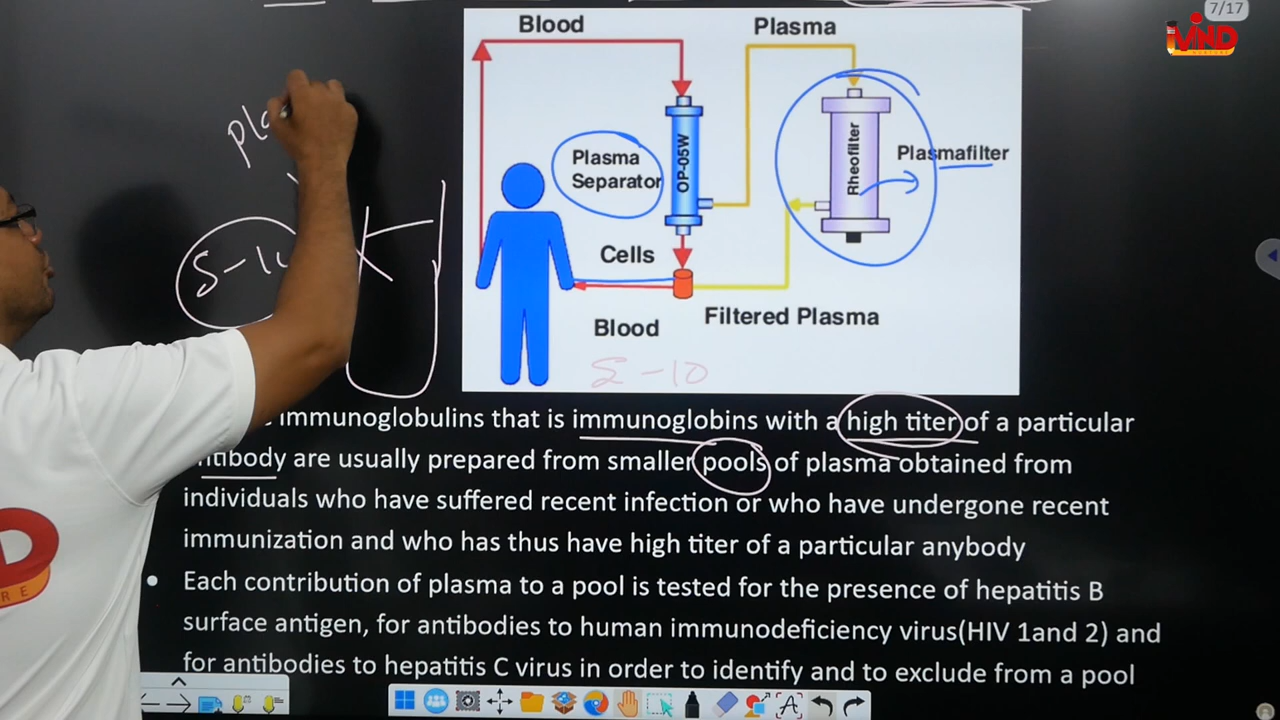 7/17
MIND
Blood
Plasma
Plasma
Separator
OP-05W
Rheofilter
Plasmafilter
Cells
Blood
Filtered Plasma
S-10
immunoglobulins that is immunoglobins with a high titer of a particular
are usually prepared from smaller pools of plasma obtained from
individuals who have suffered recent infection or who have undergone recent
immunization and who has thus have high titer of a particular anybody
• Each contribution of plasma to a pool is tested for the presence of hepatitis B
surface antigen, for antibodies to human immunodeficiency virus(HIV 1and 2) and
for antibodies to hepatitis C virus in order to identify and to exclude from a pool